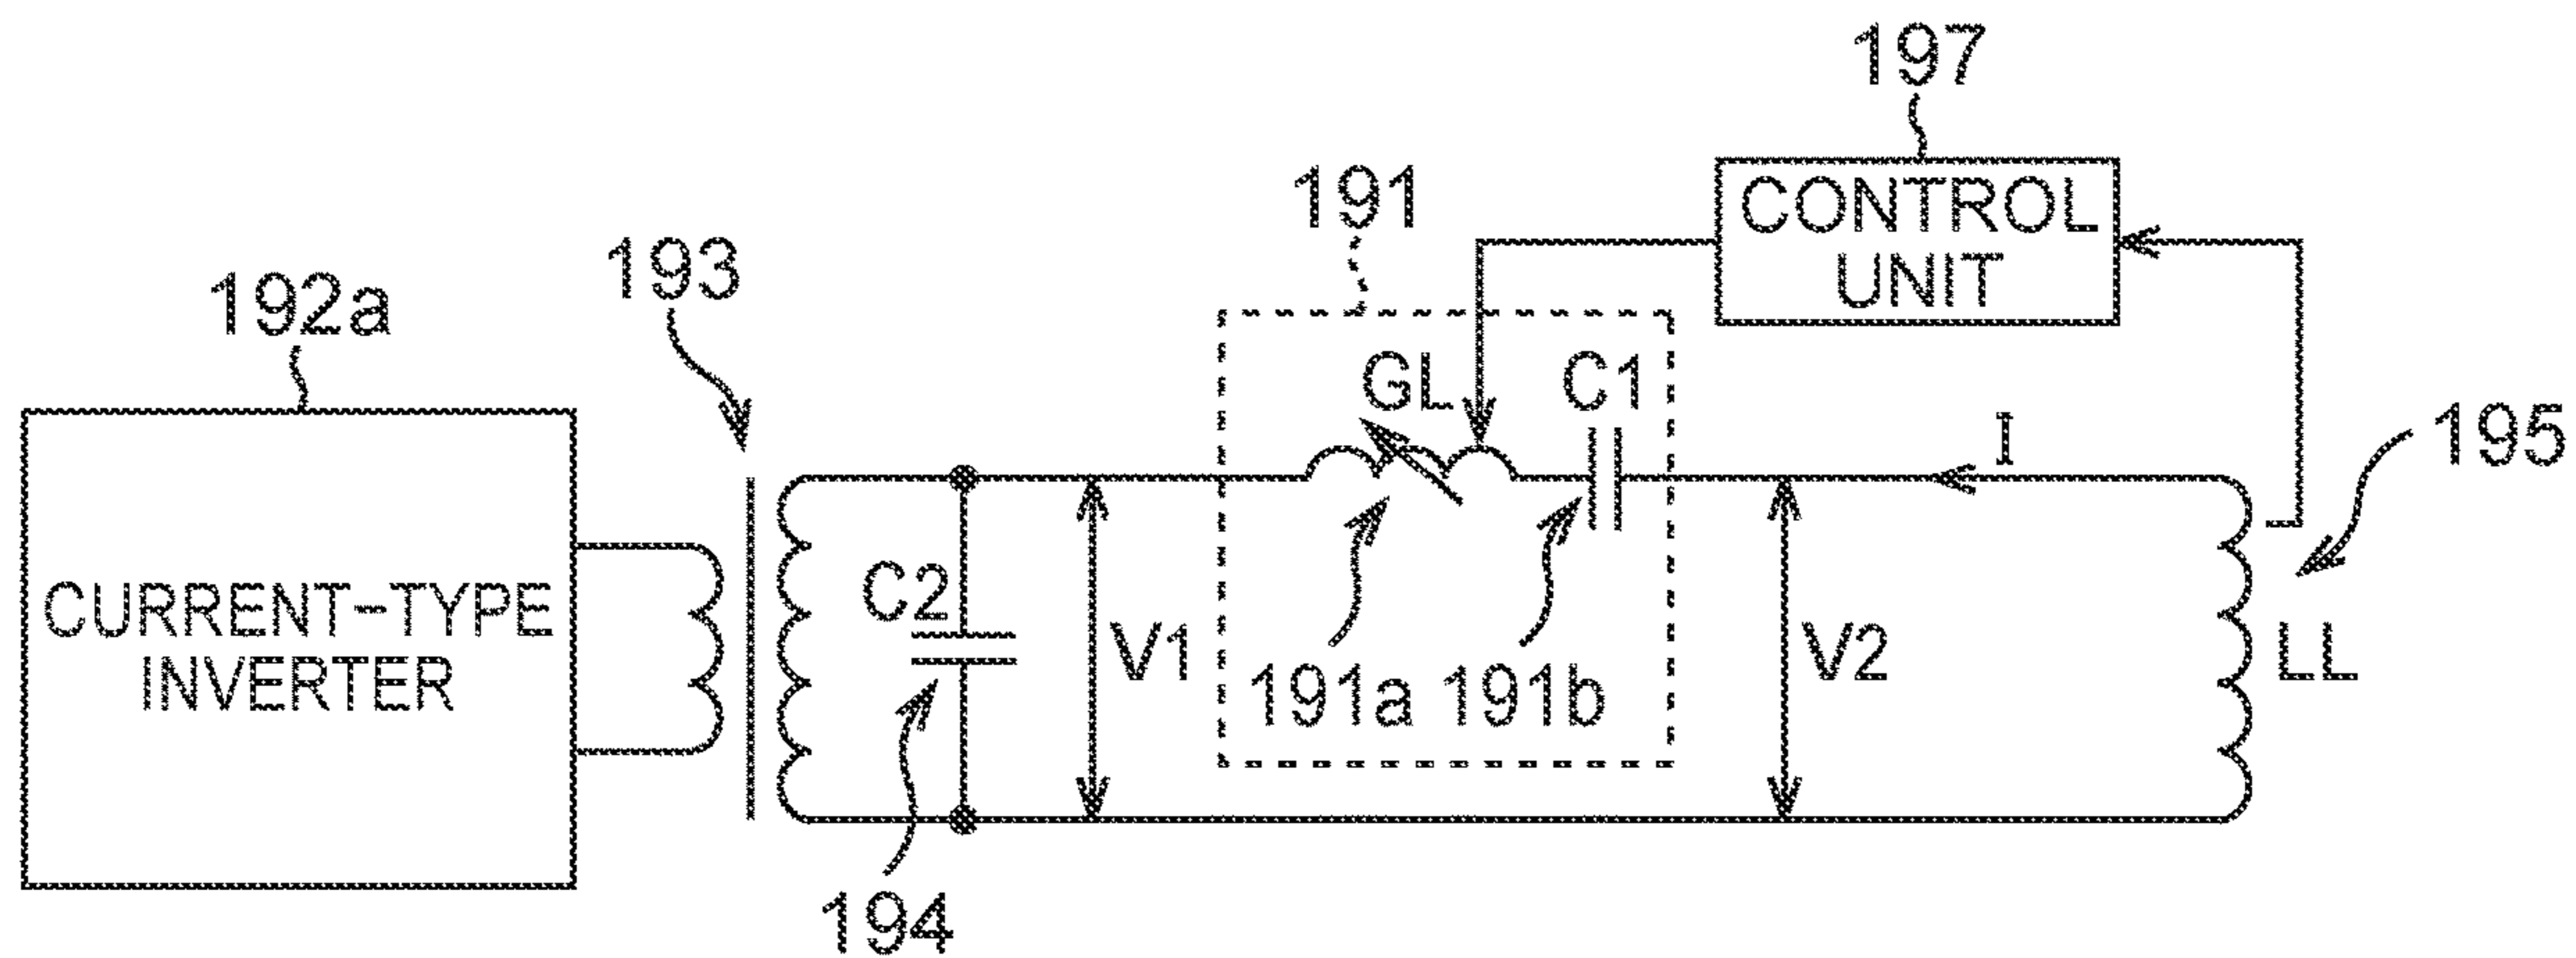 197
CONTROL
UNIT
191
193
192a
GL
C1
I
195
CURRENT-TYPE
INVERTER
C2
V1
191a
191b
V2
LL
194